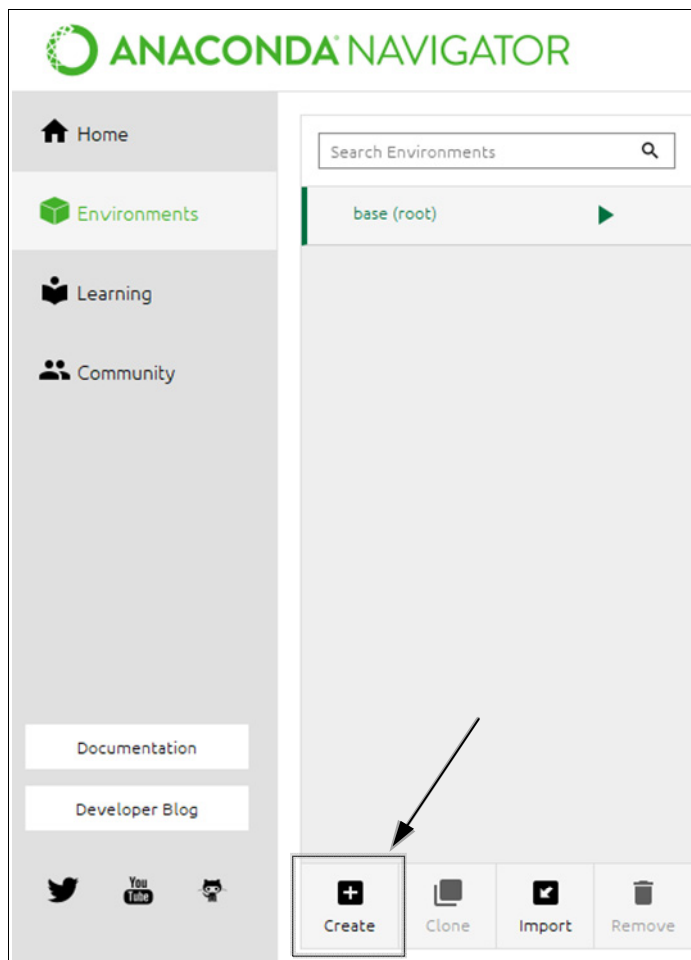 ANACONDA NAVIGATOR
Home
Environments
Learning
Community
Documentation
Developer Blog
You
Tube
Search Environments
base (root)
Create
Clone
Import
Remove